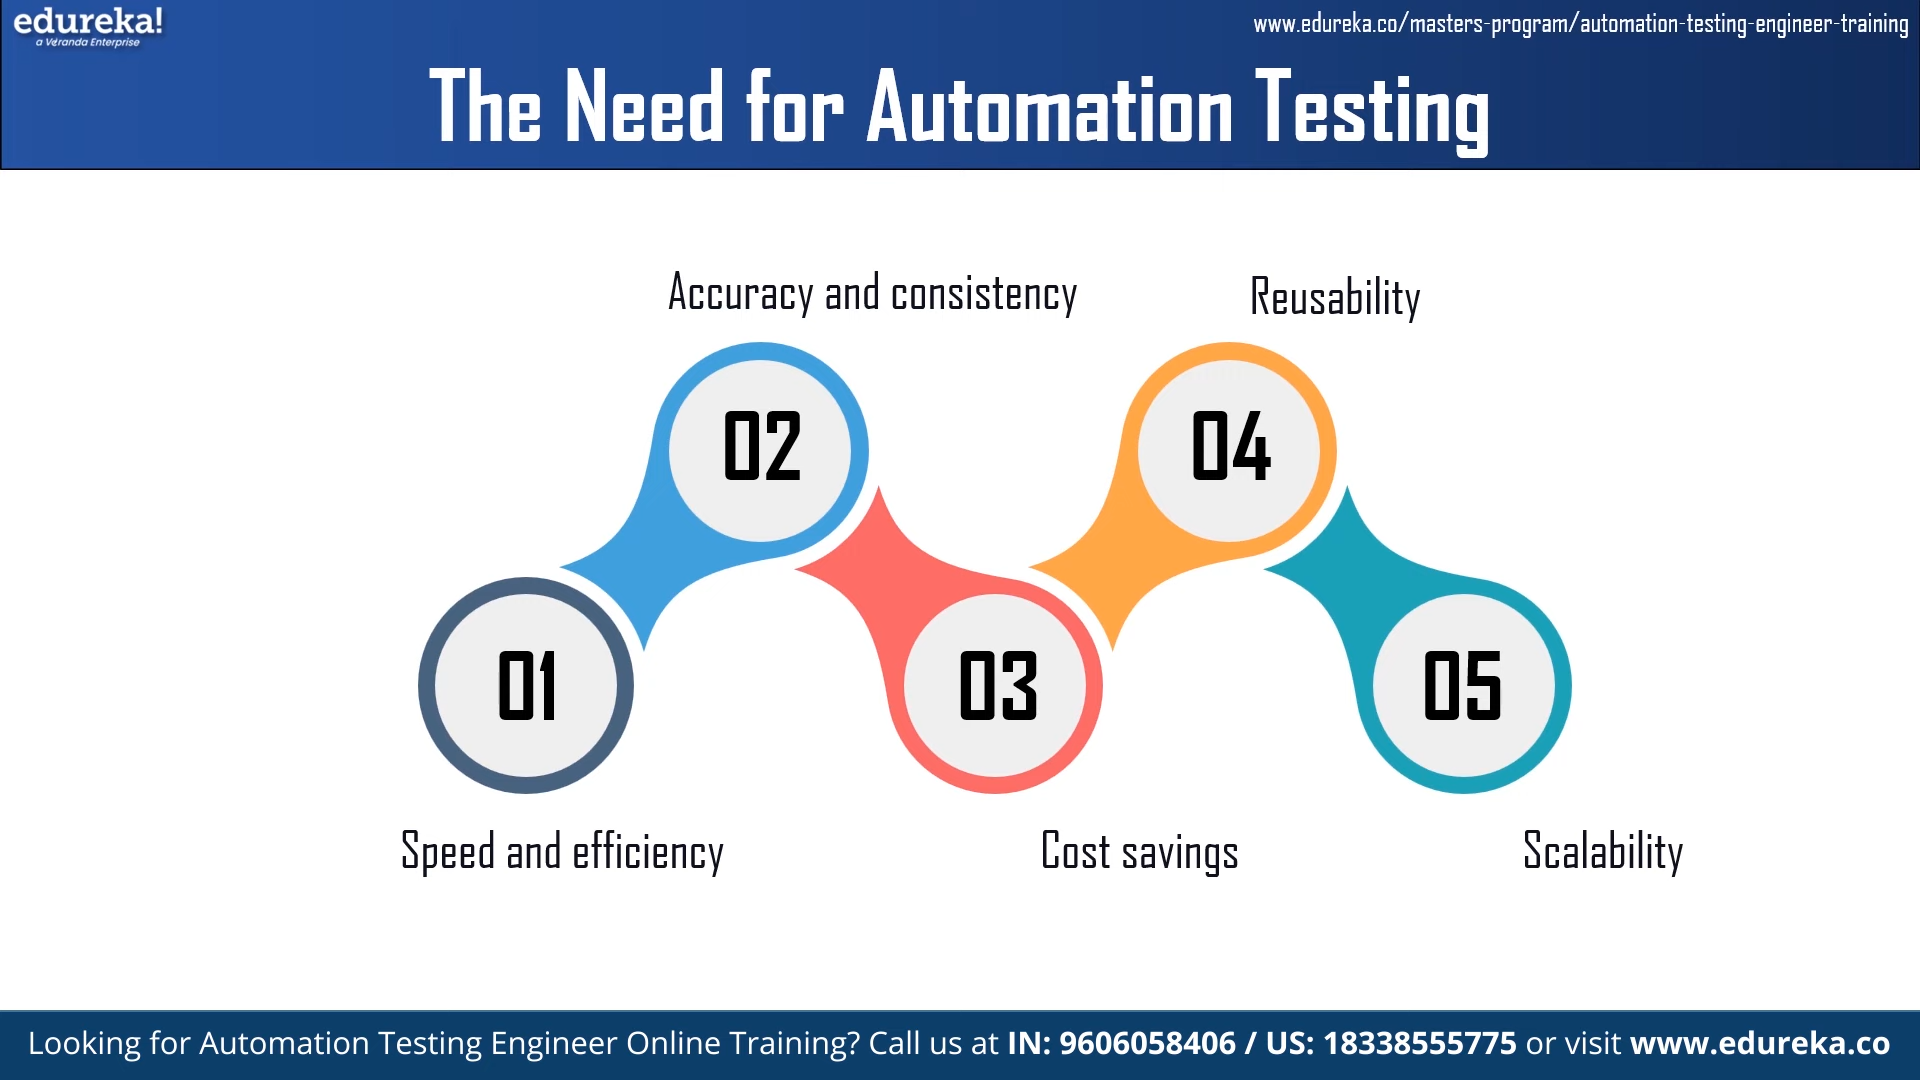 edureka!
a Veranda Enterprise
www.edureka.co/masters-program/automation-testing-engineer-training
The Need for Automation Testing
Accuracy and consistency
Reusability
02
04
01
03
05
Speed and efficiency
Cost savings
Scalability
Looking for Automation Testing Engineer Online Training? Call us at IN: 9606058406 / US: 18338555775 or visit www.edureka.co